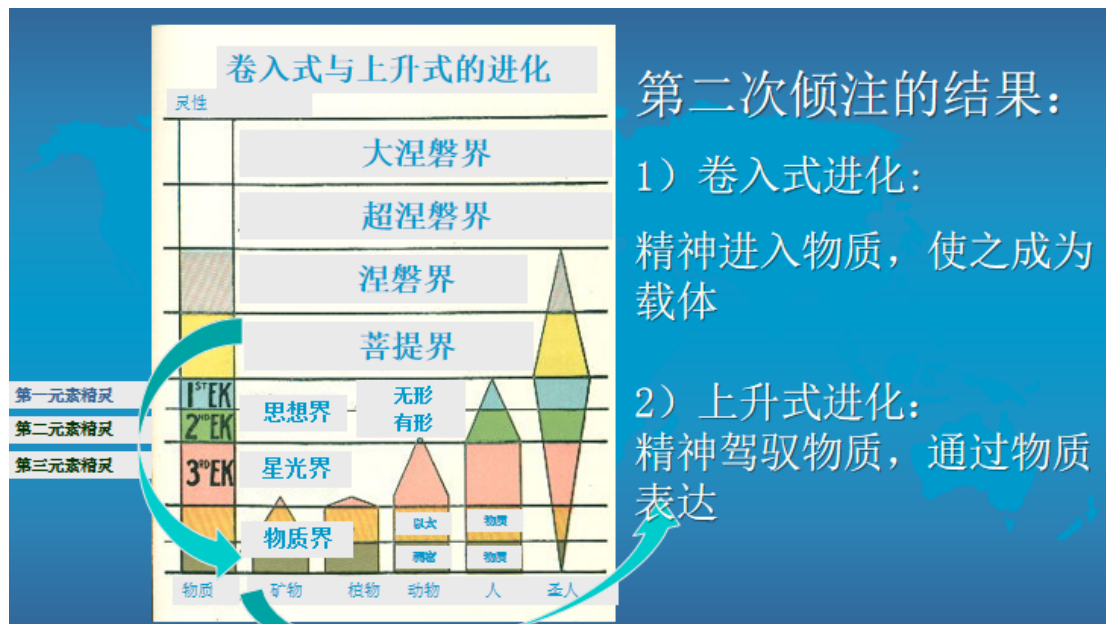 卷入式与上升式的进化
灵性
大涅磐界
超涅磐界
涅磐界
菩提界
第一元素精灵
第二元素精灵
第三元素精灵
1ST EK
2ND EK
3RD EK
思想界
无形
有形
星光界
物质界
以太
物质
稠密
物质
物质
矿物
植物
动物
人
圣人
第二次倾注的结果：
1）卷入式进化：
精神进入物质，使之成为
载体
2）上升式进化：
精神驾驭物质，通过物质
表达